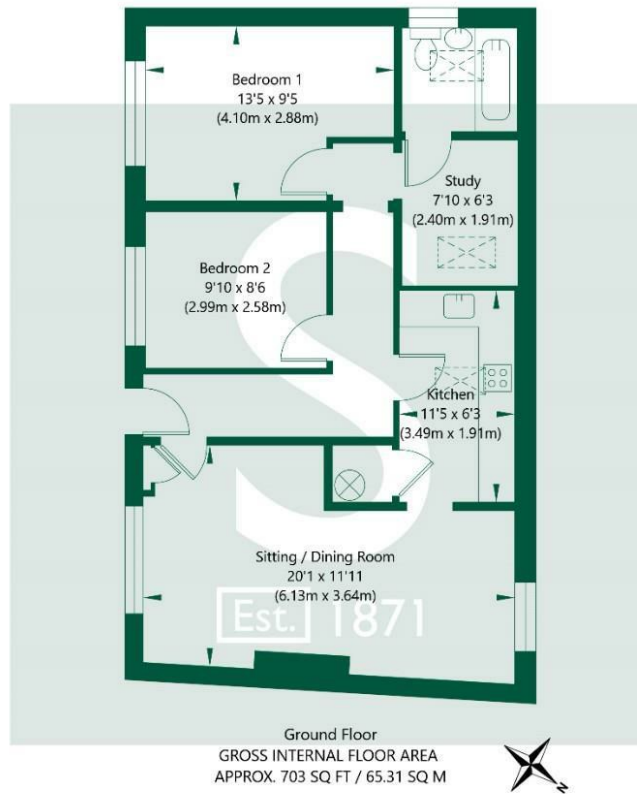 Bedroom 1
13'5 x 9'5
(4.10m x 2.88m)
Study
7'10 x 6'3
(2.40m x 1.91m)
Bedroom 2
9'10 x 8'6
(2.99m x 2.58m)
Kitchen
11'5 x 6'3
(3.49m x 1.91m)
S
Sitting / Dining Room
20'1 x 11'11
(6.13m x 3.64m)
Est. 1871
Ground Floor
GROSS INTERNAL FLOOR AREA
APPROX. 703 SQ FT / 65.31 SQ M
N